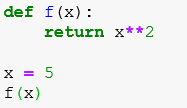 def f(x):
    return x**2

x = 5
f(x)